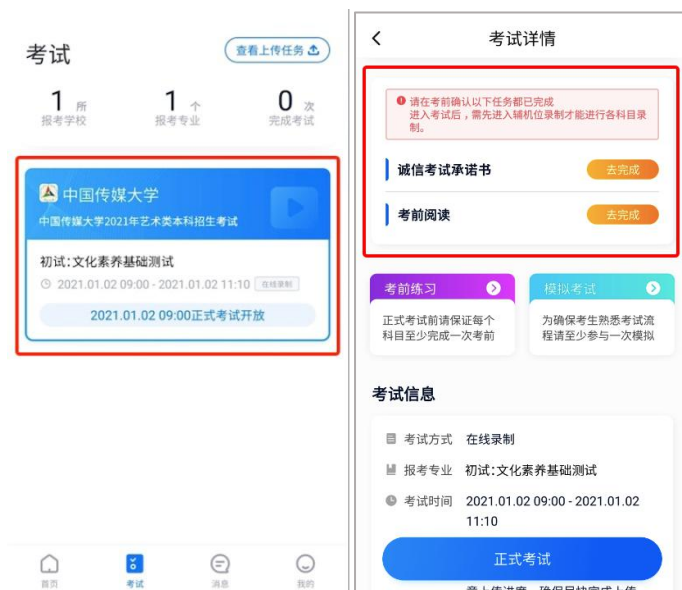 考试
查看上传任务
1 所
报考学校
1 个
报考专业
0 次
完成考试
中国传媒大学
中国传媒大学2021年艺术类本科招生考试
初试:文化素养基础测试
2021.01.02 09:00 - 2021.01.02 11:10 在线录制
2021.01.02 09:00正式考试开放
首页
考试
消息
我的
考试详情
请在考前确认以下任务都已完成
进入考试后，需先进入辅机位录制才能进行各科目录
制。
诚信考试承诺书
去完成
考前阅读
去完成
考前练习
正式考试前请保证每个
科目至少完成一次考前
模拟考试
为确保考生熟悉考试流
程请至少参与一次模拟
考试信息
考试方式 在线录制
报考专业 初试:文化素养基础测试
考试时间 2021.01.02 09:00 - 2021.01.02
11:10
正式考试